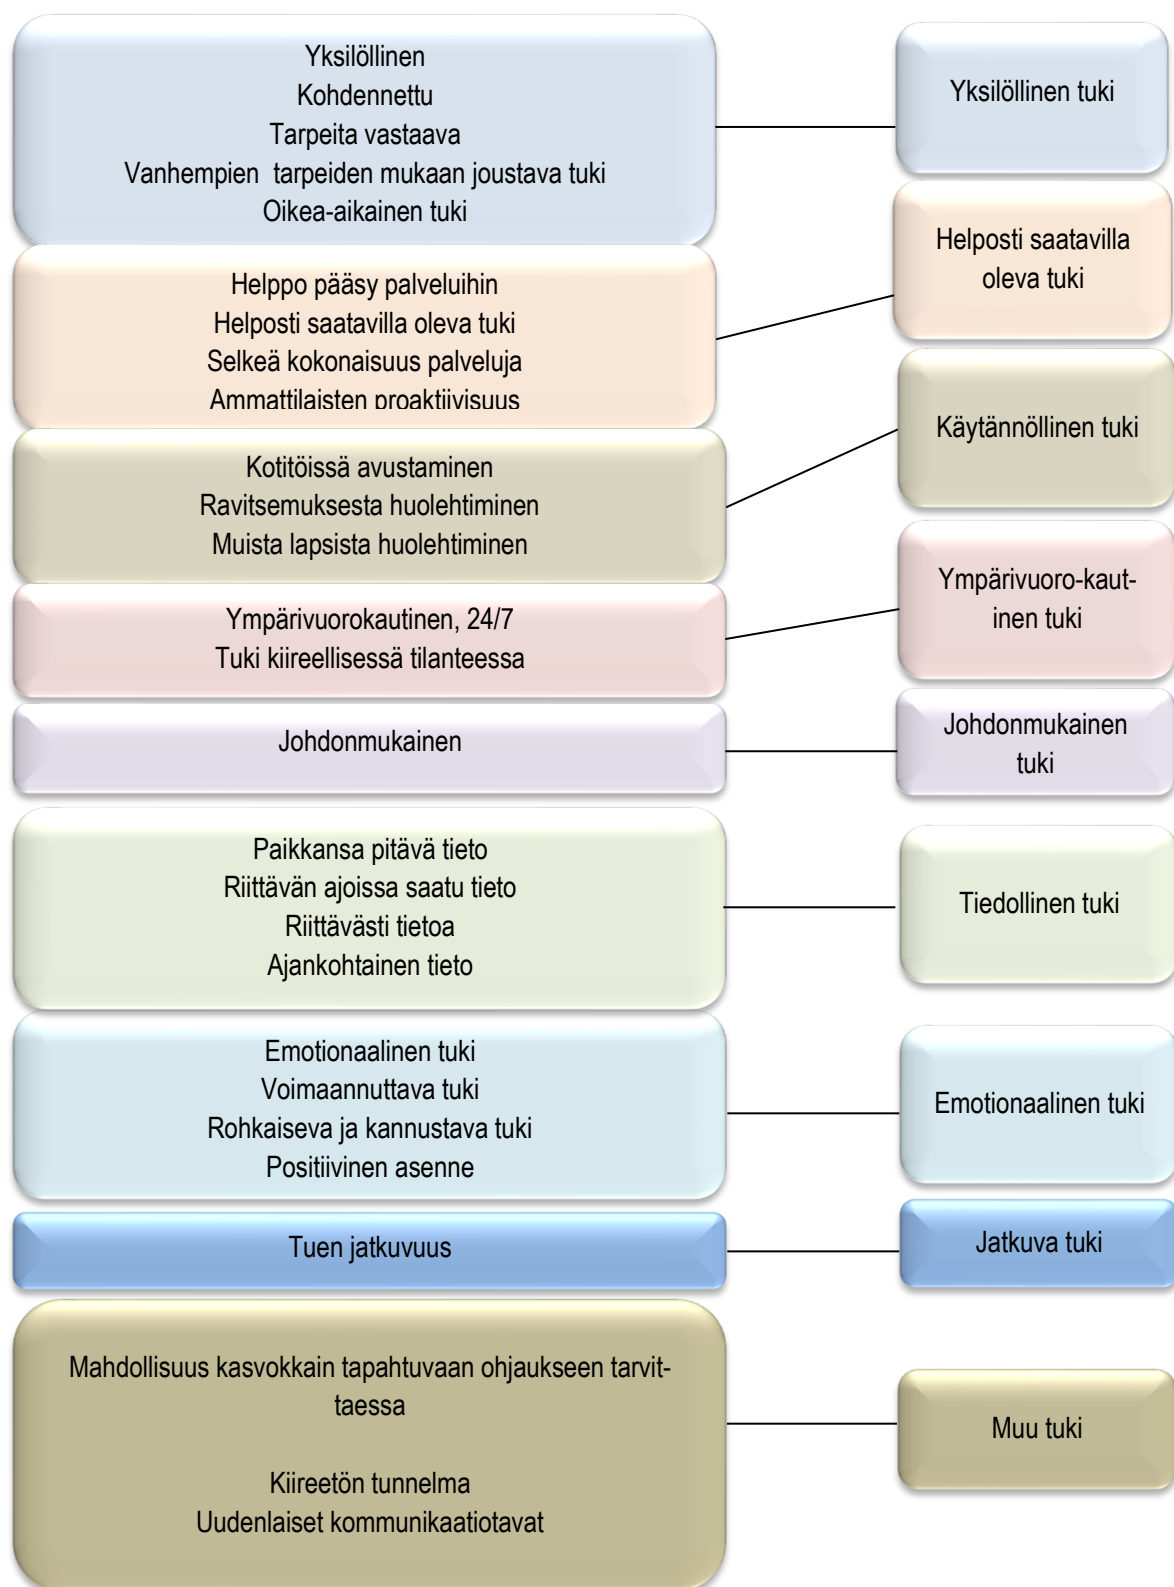 Yksilöllinen
Kohdennettu
Tarpeita vastaava
Vanhempien tarpeiden mukaan joustava tuki
Oikea-aikainen tuki
Yksilöllinen tuki
Helppo pääsy palveluihin
Helposti saatavilla oleva tuki
Selkeä kokonaisuus palveluja
Ammattilaisten proaktiivisuus
Helposti saatavilla
oleva tuki
Kotitöissä avustaminen
Ravitsemuksesta huolehtiminen
Muista lapsista huolehtiminen
Käytännöllinen tuki
Ympärivuorokautinen, 24/7
Tuki kiireellisessä tilanteessa
Ympärivuoro-kaut-
inen tuki
Johdonmukainen
Johdonmukainen
tuki
Paikkansa pitävä tieto
Riittävän ajoissa saatu tieto
Riittävästi tietoa
Ajankohtainen tieto
Tiedollinen tuki
Emotionaalinen tuki
Voimaannuttava tuki
Rohkaiseva ja kannustava tuki
Positiivinen asenne
Emotionaalinen tuki
Tuen jatkuvuus
Jatkuva tuki
Mahdollisuus kasvokkain tapahtuvaan ohjaukseen tarvit-
taessa
Kiireetön tunnelma
Uudenlaiset kommunikaatiotavat
Muu tuki